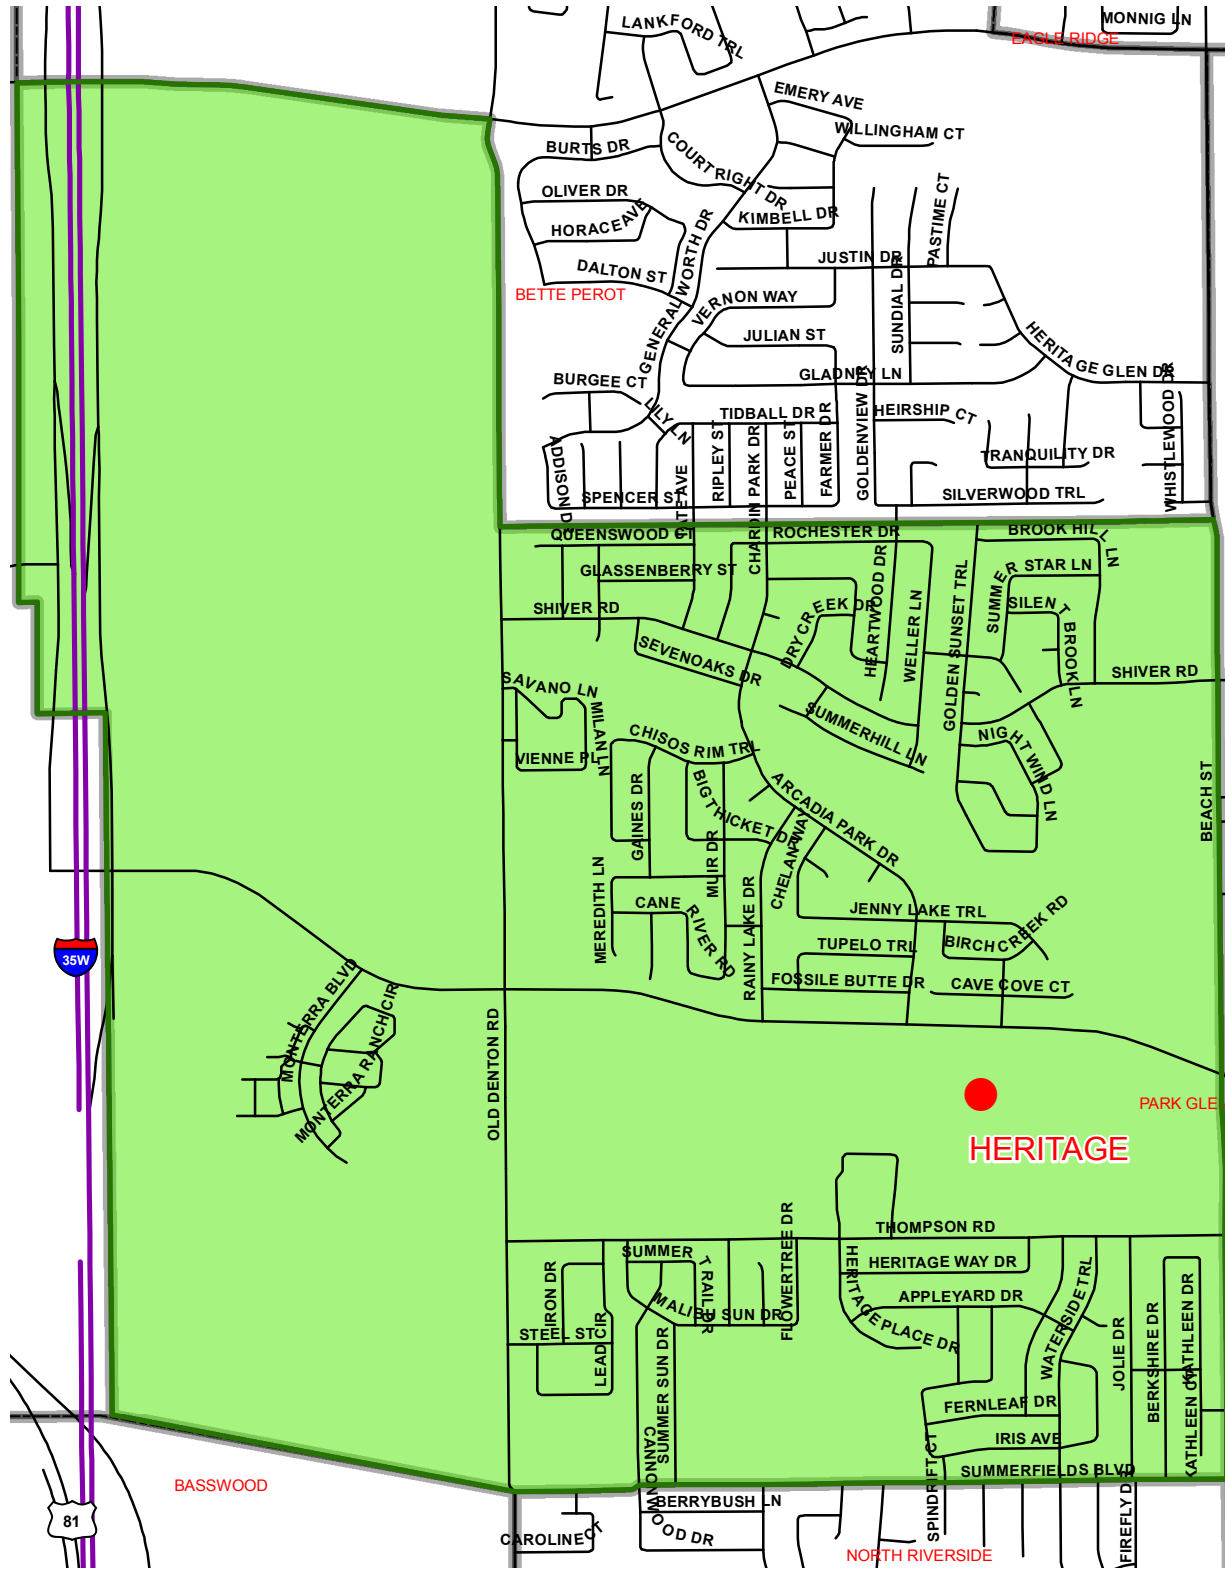 LANKFORD TRL
MONNIG LN
EAGLE RIDGE
EMERY AVE
WILLINGHAM CT
BURTS DR
COURTRIGHT DR
OLIVER DR
PASTIME CT
HORACE AVE
KIMBELL DR
GENERAL WORTH DR
JUSTIN DR
DALTON ST
SUNDIAL DR
BETTE PEROT
VERNON WAY
JULIAN ST
HERITAGE GLEN DR
GLADNEY LN
BURGEE CT
GOLDENVIEW DR
WHISTLEWOOD DR
LILY LN
TIDBALL DR
HEIRSHIP CT
ADDISON D
RIPLEY ST
CHARDIN PARK DR
PEACE ST
FARMER DR
TRANQUILITY DR
SPENCER ST
SILVERWOOD TRL
QUEENSWOOD CT
ROCHESTER DR
BROOK HILL LN
GLASSENBERRY ST
SUMMER STAR LN
SHIVER RD
DRY CREEK DR
HEARTWOOD DR
WELLER LN
GOLDEN SUNSET TRL
SILENT BROOK LN
SEVENOAKS DR
SHIVER RD
SAVANO LN
MILAN LN
VIENNE PL
CHISOS RIM TRL
SUMMERHILL LN
NIGHT WIND LN
BEACH ST
GAINES DR
BIG THICKET DR
ARCADIA PARK DR
MUIR DR
CHELAN WAY
MEREDITH LN
CANE RIVER RD
RAINY LAKE DR
JENNY LAKE TRL
BIRCH CREEK RD
TUPELO TRL
35W
FOSSILE BUTTE DR
CAVE COVE CT
MONTERRA BLVD
MONTERRA RANCH CIR
OLD DENTON RD
PARK GLE
HERITAGE
THOMPSON RD
FLOWERTREE DR
SUMMER TRAIL DR
HERITAGE WAY DR
IRON DR
HERITAGE PLACE DR
APPLEYARD DR
WATERSIDE TRL
MALIBU SUN DR
STEEL ST
LEAD CIR
SUMMER SUN DR
JOLIE DR
BERKSHIRE DR
KATHLEEN DR
KATHLEEN CT
FERNLEAF DR
IRIS AVE
SPINDRIFT CT
SUMMERFIELDS BLVD
BASSWOOD
CANNONWOOD DR
BERRYBUSH LN
81
CAROLINE CT
FIREFLY D
NORTH RIVERSIDE